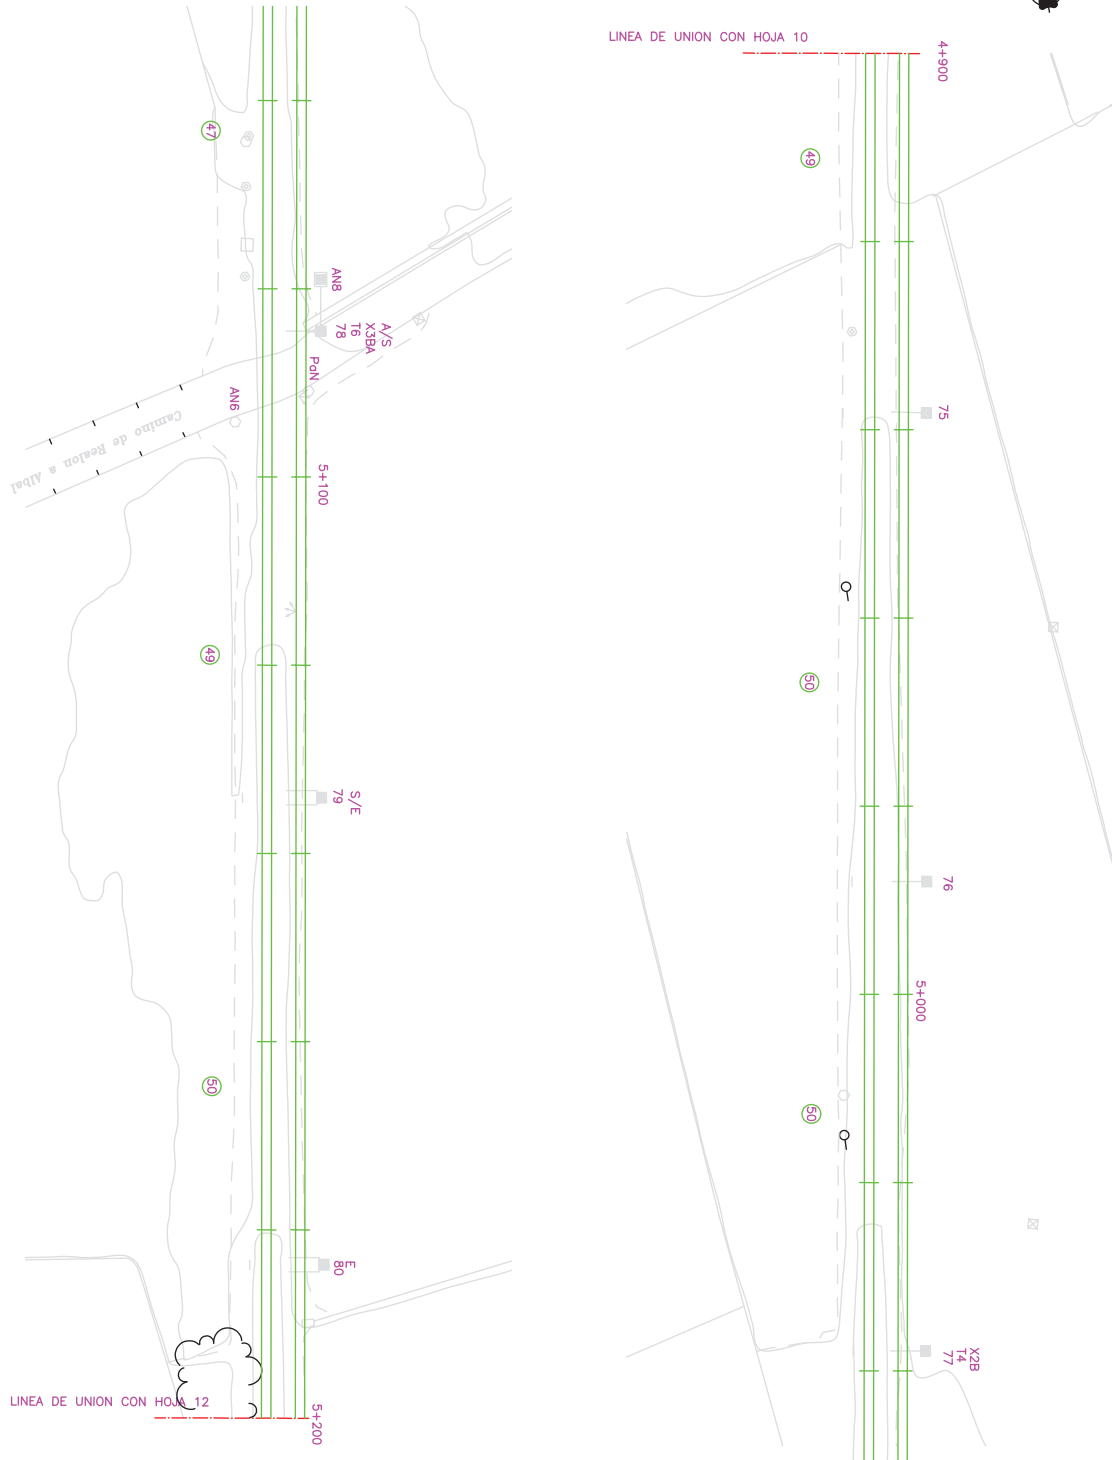 LINEA DE UNION CON HOJA 10
4+900
49
75
50
76
5+000
50
X2B
T4
77
47
AN8
A/S
X3BA
T6
78
PaN
AN6
Camino de Realon a Albal
5+100
49
S/E
79
50
E
80
LINEA DE UNION CON HOJA 12
5+200